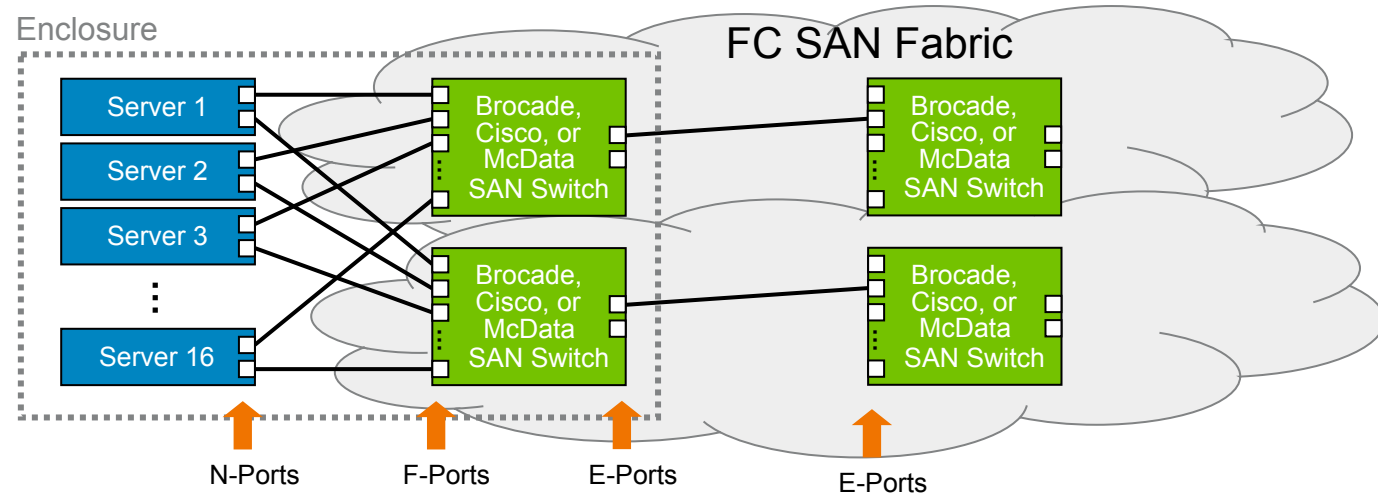 Enclosure
FC SAN Fabric
Server 1
Server 2
Server 3
⋮
Server 16
Brocade,
Cisco, or
McData
SAN Switch
Brocade,
Cisco, or
McData
SAN Switch
Brocade,
Cisco, or
McData
SAN Switch
Brocade,
Cisco, or
McData
SAN Switch
N-Ports
F-Ports
E-Ports
E-Ports